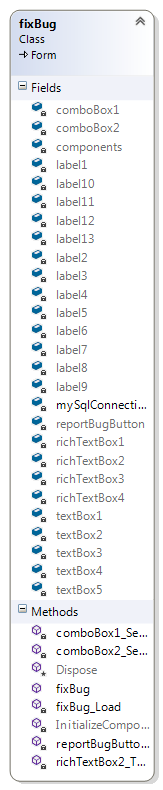 fixBug
Class
Form
Fields
comboBox1
comboBox2
components
label1
label10
label11
label12
label13
label2
label3
label4
label5
label6
label7
label8
label9
mySqlConnecti...
reportBugButton
richTextBox1
richTextBox2
richTextBox3
richTextBox4
textBox1
textBox2
textBox3
textBox4
textBox5
Methods
comboBox1_Se...
comboBox2_Se...
Dispose
fixBug
fixBug_Load
InitializeCompo...
reportBugButto...
richTextBox2_T...